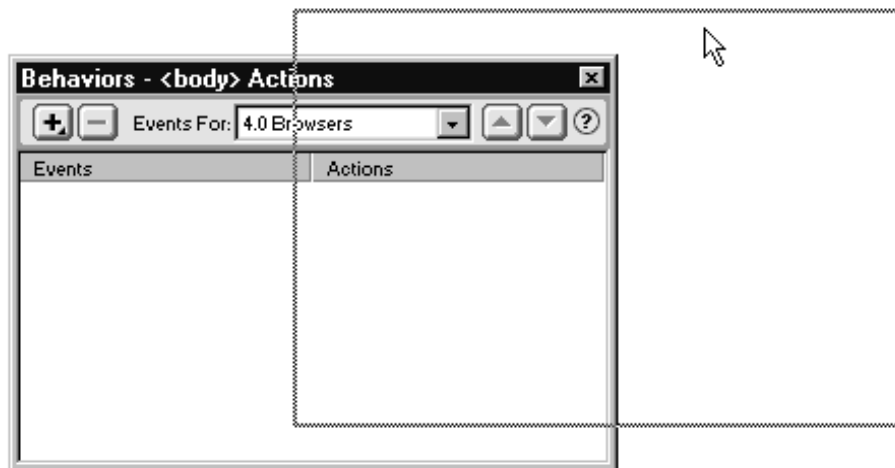 Behaviors - <body> Actions
Events For: 4.0 Browsers ?
Events Actions